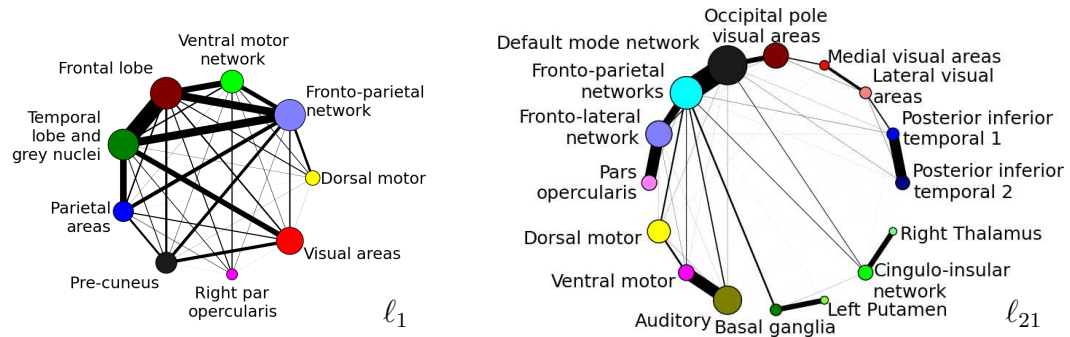 Ventral motor
network
Frontal lobe
Fronto-parietal
network
Temporal
lobe and
grey nuclei
Dorsal motor
Parietal
areas
Visual areas
Pre-cuneus
Right par
opercularis
ℓ1
Occipital pole
visual areas
Default mode network
Medial visual areas
Fronto-parietal
networks
Lateral visual
areas
Fronto-lateral
network
Posterior inferior
temporal 1
Pars
opercularis
Posterior inferior
temporal 2
Dorsal motor
Right Thalamus
Ventral motor
Cingulo-insular
network
Left Putamen
Auditory
Basal ganglia
ℓ21